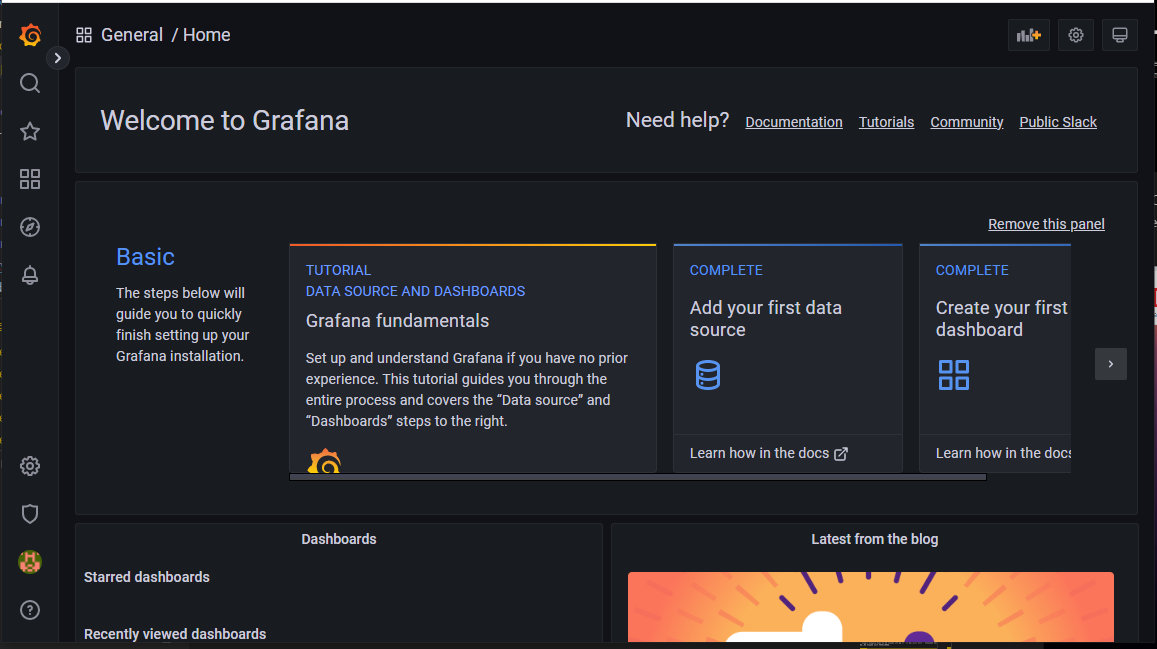 General / Home
Welcome to Grafana
Need help? Documentation Tutorials Community Public Slack
Remove this panel
Basic
The steps below will
guide you to quickly
finish setting up your
Grafana installation.
TUTORIAL
DATA SOURCE AND DASHBOARDS
Grafana fundamentals
Set up and understand Grafana if you have no prior
experience. This tutorial guides you through the
entire process and covers the “Data source” and
“Dashboards” steps to the right.
COMPLETE
Add your first data
source
Learn how in the docs
COMPLETE
Create your first
dashboard
Learn how in the docs
Dashboards
Starred dashboards
Recently viewed dashboards
Latest from the blog